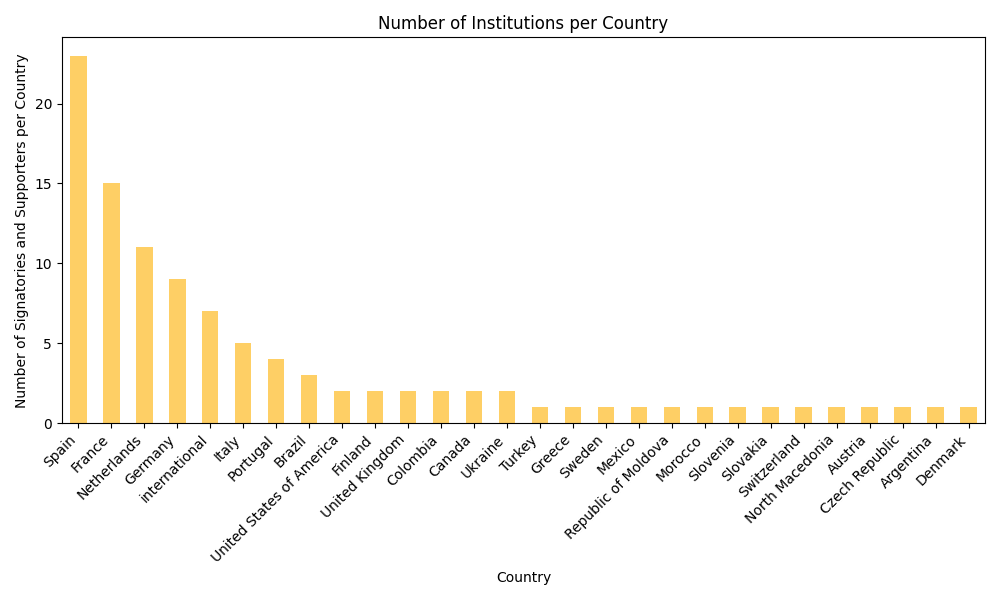 Number of Institutions per Country
Number of Signatories and Supporters per Country
20
15
10
5
0
Spain
France
Netherlands
Germany
international
Italy
Portugal
Brazil
United States of America
Finland
United Kingdom
Colombia
Canada
Ukraine
Turkey
Greece
Sweden
Mexico
Republic of Moldova
Morocco
Slovenia
Slovakia
Switzerland
North Macedonia
Austria
Czech Republic
Argentina
Denmark
Country